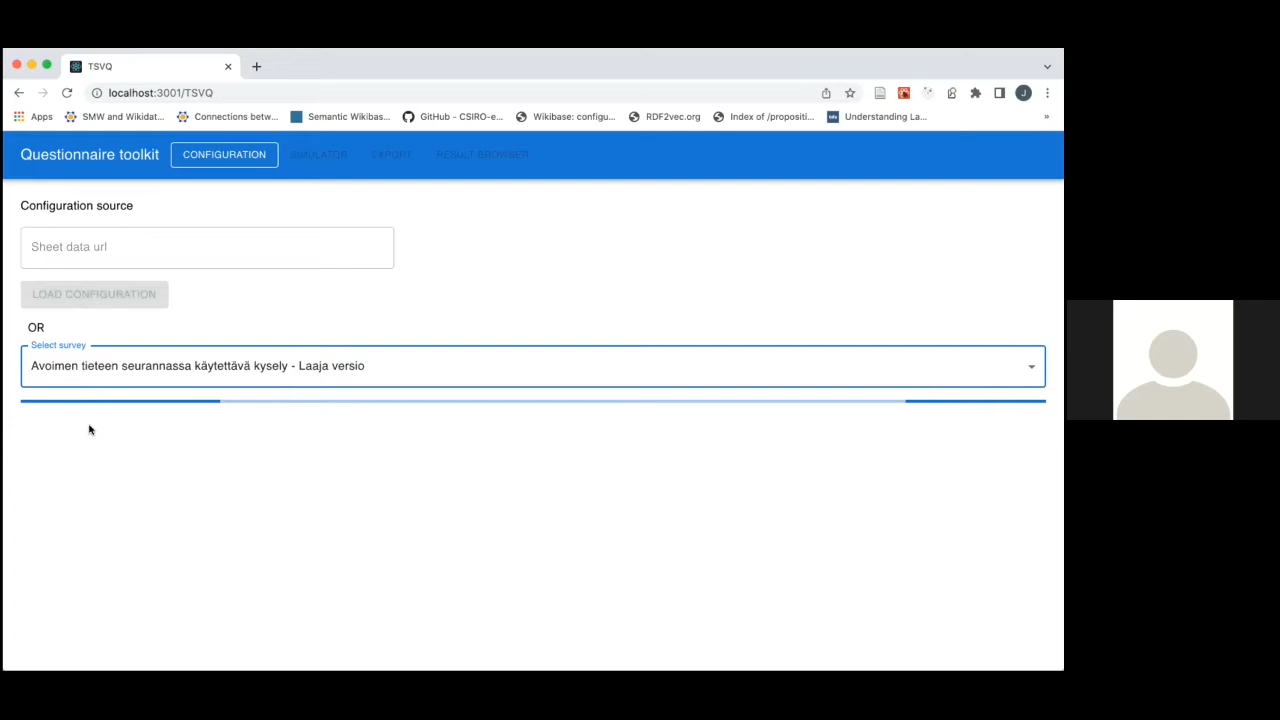 TSVQ
localhost:3001/TSVQ
J
Apps SMW and Wikidat... Connections betw... Semantic Wikibas... GitHub - CSIRO-e... Wikibase: configu... RDF2vec.org Index of /propositi... Understanding La... »
Questionnaire toolkit CONFIGURATION SIMULATOR EXPORT RESULT BROWSER
Configuration source
Sheet data url
LOAD CONFIGURATION
OR
Select survey
Avoimen tieteen seurannassa käytettävä kysely - Laaja versio